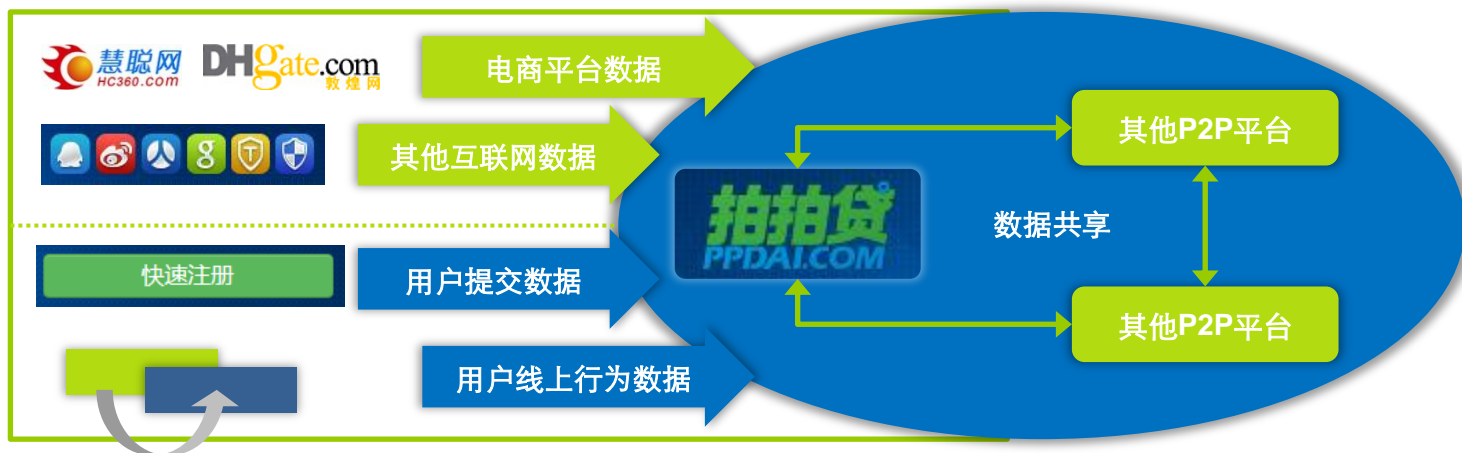 慧聪网
HC360.com
DHgate.com
敦煌网
电商平台数据
g
T
其他互联网数据
快速注册
用户提交数据
用户线上行为数据
拍拍贷
PPDAI.COM
其他P2P平台
数据共享
其他P2P平台